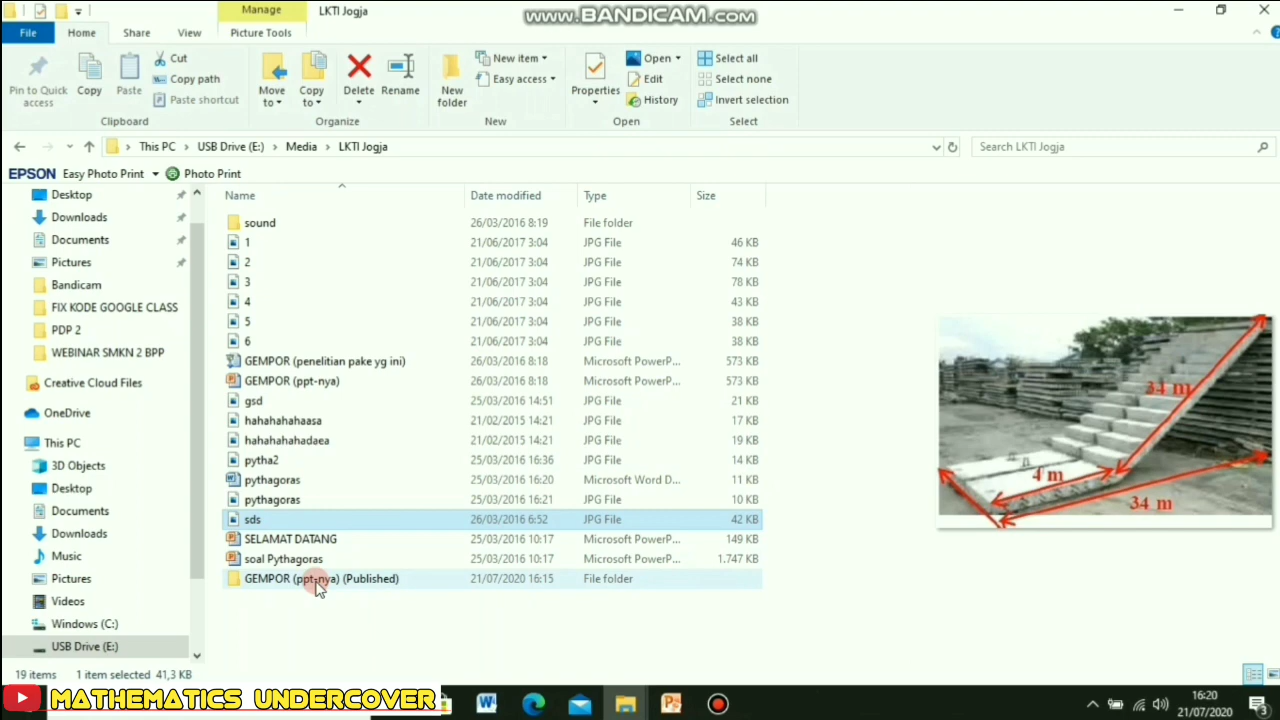 Manage
LKTI Jogja
www.BANDICAM.com
File
Home
Share
View
Picture Tools
Pin to Quick access
Copy
Paste
Cut
Copy path
Paste shortcut
Clipboard
Move to
Copy to
Delete
Rename
Organize
New folder
New item
Easy access
New
Properties
Open
Edit
History
Open
Select all
Select none
Invert selection
Select
This PC
USB Drive (E:)
Media
LKTI Jogja
Search LKTI Jogja
EPSON Easy Photo Print
Photo Print
Desktop
Downloads
Documents
Pictures
Bandicam
FIX KODE GOOGLE CLASS
PDP 2
WEBINAR SMKN 2 BPP
Creative Cloud Files
OneDrive
This PC
3D Objects
Desktop
Documents
Downloads
Music
Pictures
Videos
Windows (C:)
USB Drive (E:)
Name Date modified Type Size
sound 26/03/2016 8:19 File folder
1 21/06/2017 3:04 JPG File 46 KB
2 21/06/2017 3:04 JPG File 74 KB
3 21/06/2017 3:04 JPG File 78 KB
4 21/06/2017 3:04 JPG File 43 KB
5 21/06/2017 3:04 JPG File 38 KB
6 21/06/2017 3:04 JPG File 38 KB
GEMPOR (penelitian pake yg ini) 26/03/2016 8:18 Microsoft PowerP... 573 KB
GEMPOR (ppt-nya) 26/03/2016 8:18 Microsoft PowerP... 573 KB
gsd 25/03/2016 14:51 JPG File 21 KB
hahahahahaasa 21/02/2015 14:21 JPG File 17 KB
hahahahahadaea 21/02/2015 14:21 JPG File 19 KB
pytha2 25/03/2016 16:36 JPG File 14 KB
pythagoras 25/03/2016 16:20 Microsoft Word D... 11 KB
pythagoras 25/03/2016 16:21 JPG File 10 KB
sds 26/03/2016 6:52 JPG File 42 KB
SELAMAT DATANG 25/03/2016 10:17 Microsoft PowerP... 149 KB
soal Pythagoras 25/03/2016 10:17 Microsoft PowerP... 1.747 KB
GEMPOR (ppt-nya) (Published) 21/07/2020 16:15 File folder
34 m
4 m
34 m
19 items 1 item selected 41,3 KB
MATHEMATICS UNDERCOVER
16:20
21/07/2020
3